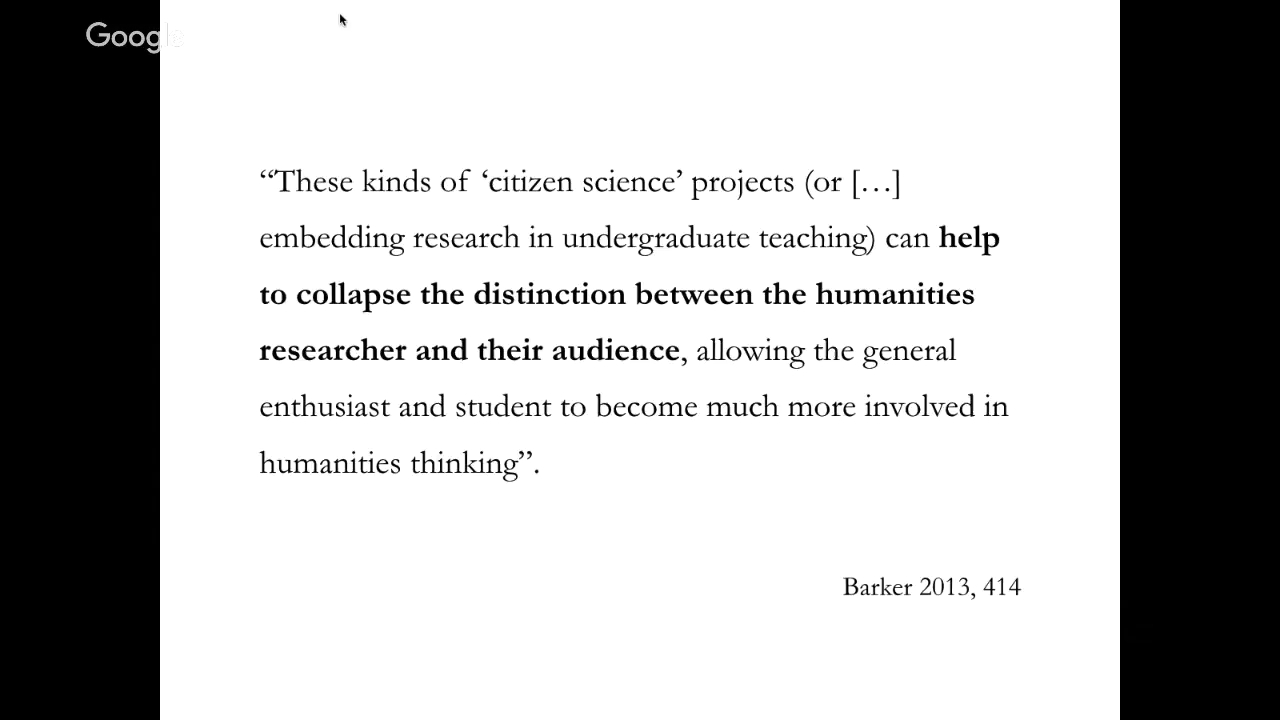 Google
“These kinds of ‘citizen science’ projects (or […]
embedding research in undergraduate teaching) can help
to collapse the distinction between the humanities
researcher and their audience, allowing the general
enthusiast and student to become much more involved in
humanities thinking”.
Barker 2013, 414